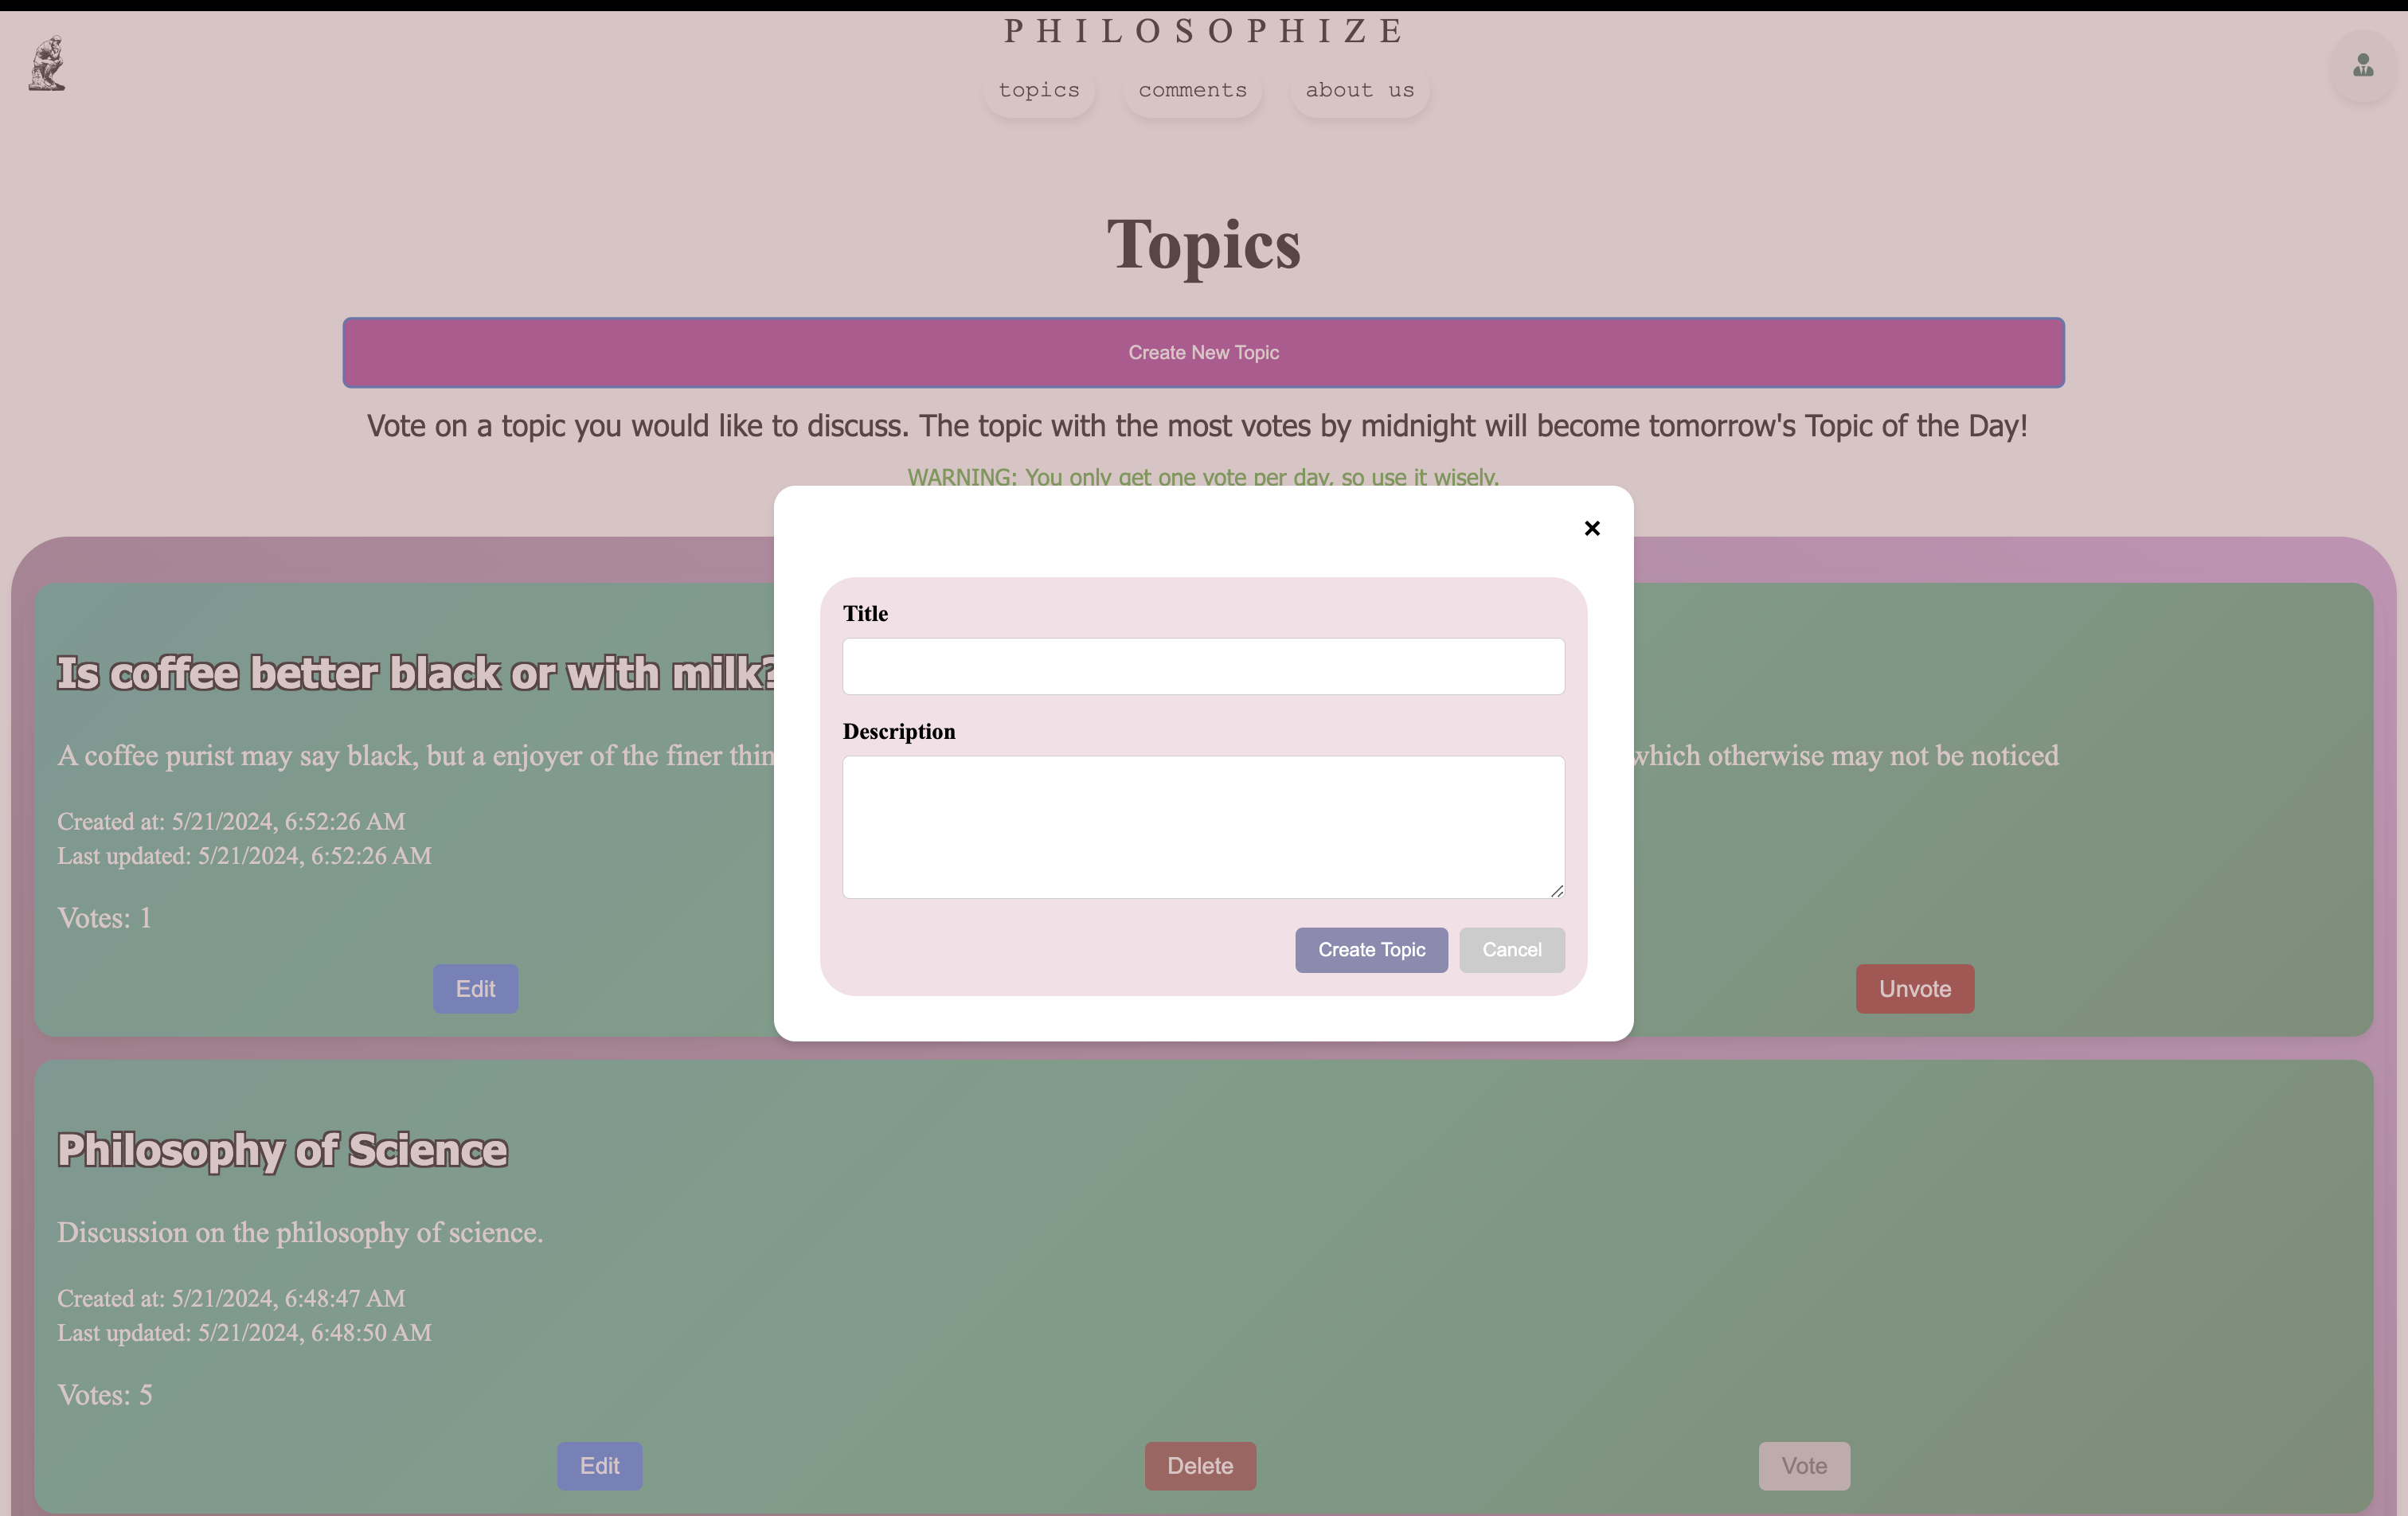 PHILOSOPHIZE
topics comments about us
Topics
Create New Topic
Vote on a topic you would like to discuss. The topic with the most votes by midnight will become tomorrow's Topic of the Day!
WARNING: You only get one vote per day, so use it wisely.
×
Title
Description
Create Topic Cancel
Is coffee better black or with milk?
A coffee purist may say black, but a enjoyer of the finer thin
which otherwise may not be noticed
Created at: 5/21/2024, 6:52:26 AM
Last updated: 5/21/2024, 6:52:26 AM
Votes: 1
Edit Unvote
Philosophy of Science
Discussion on the philosophy of science.
Created at: 5/21/2024, 6:48:47 AM
Last updated: 5/21/2024, 6:48:50 AM
Votes: 5
Edit Delete Vote